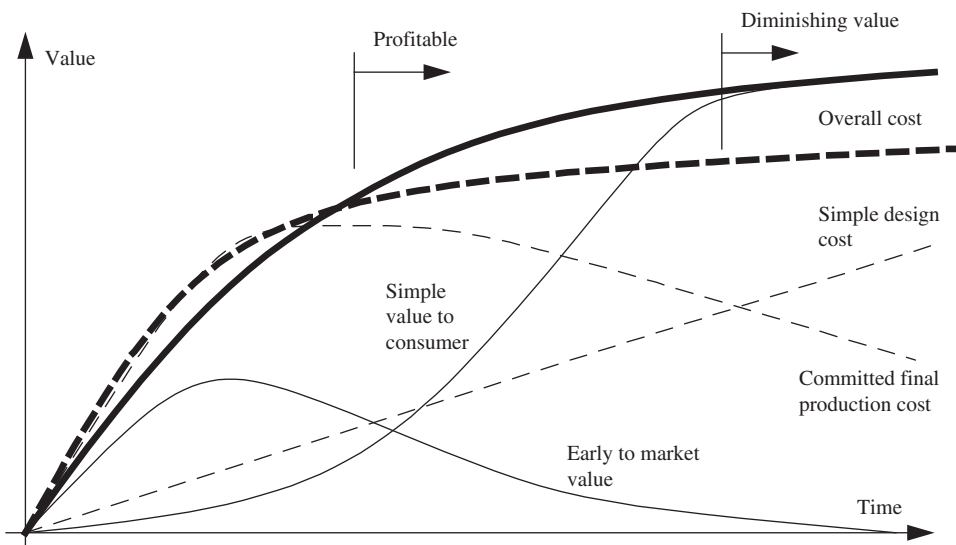 Diminishing value
Profitable
Value
Overall cost
Simple design
cost
Simple
value to
consumer
Committed final
production cost
Early to market
value
Time